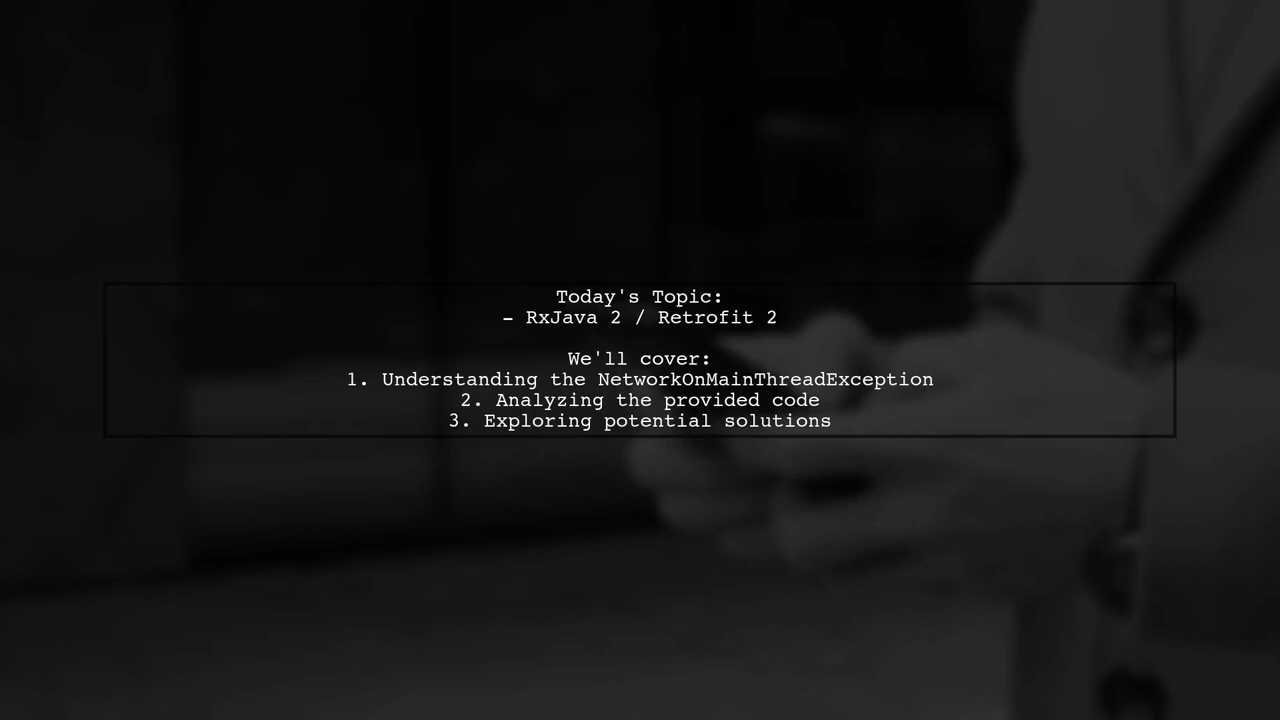 Today's Topic:
– RxJava 2 / Retrofit 2
We'll cover:
1. Understanding the NetworkOnMainThreadException
2. Analyzing the provided code
3. Exploring potential solutions